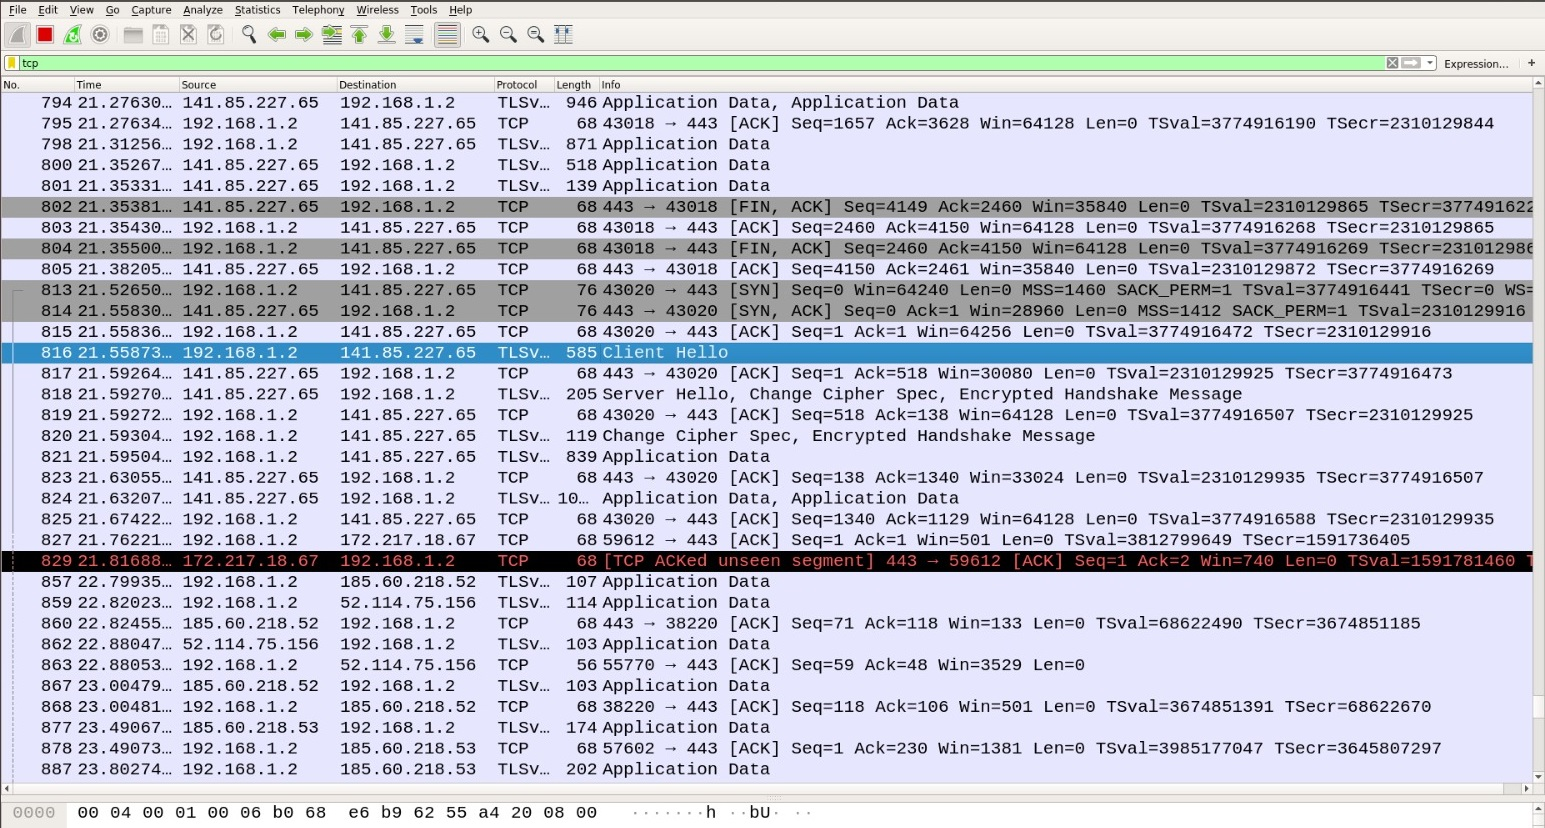 File Edit View Go Capture Analyze Statistics Telephony Wireless Tools Help
tcp Expression... +
No. Time Source Destination Protocol Length Info
794 21.27630… 141.85.227.65 192.168.1.2 TLSv… 946 Application Data, Application Data
795 21.27634… 192.168.1.2 141.85.227.65 TCP 68 43018 → 443 [ACK] Seq=1657 Ack=3628 Win=64128 Len=0 TSval=3774916190 TSecr=2310129844
798 21.31256… 192.168.1.2 141.85.227.65 TLSv… 871 Application Data
800 21.35267… 141.85.227.65 192.168.1.2 TLSv… 518 Application Data
801 21.35331… 141.85.227.65 192.168.1.2 TLSv… 139 Application Data
802 21.35381… 141.85.227.65 192.168.1.2 TCP 68 443 → 43018 [FIN, ACK] Seq=4149 Ack=2460 Win=35840 Len=0 TSval=2310129865 TSecr=377491622
803 21.35430… 192.168.1.2 141.85.227.65 TCP 68 43018 → 443 [ACK] Seq=2460 Ack=4150 Win=64128 Len=0 TSval=3774916268 TSecr=2310129865
804 21.35500… 192.168.1.2 141.85.227.65 TCP 68 43018 → 443 [FIN, ACK] Seq=2460 Ack=4150 Win=64128 Len=0 TSval=3774916269 TSecr=231012986
805 21.38205… 141.85.227.65 192.168.1.2 TCP 68 443 → 43018 [ACK] Seq=4150 Ack=2461 Win=35840 Len=0 TSval=2310129872 TSecr=3774916269
813 21.52650… 192.168.1.2 141.85.227.65 TCP 76 43020 → 443 [SYN] Seq=0 Win=64240 Len=0 MSS=1460 SACK_PERM=1 TSval=3774916441 TSecr=0 WS=
814 21.55830… 141.85.227.65 192.168.1.2 TCP 76 443 → 43020 [SYN, ACK] Seq=0 Ack=1 Win=28960 Len=0 MSS=1412 SACK_PERM=1 TSval=2310129916
815 21.55836… 192.168.1.2 141.85.227.65 TCP 68 43020 → 443 [ACK] Seq=1 Ack=1 Win=64256 Len=0 TSval=3774916472 TSecr=2310129916
816 21.55873… 192.168.1.2 141.85.227.65 TLSv… 585 Client Hello
817 21.59264… 141.85.227.65 192.168.1.2 TCP 68 443 → 43020 [ACK] Seq=1 Ack=518 Win=30080 Len=0 TSval=2310129925 TSecr=3774916473
818 21.59270… 141.85.227.65 192.168.1.2 TLSv… 205 Server Hello, Change Cipher Spec, Encrypted Handshake Message
819 21.59272… 192.168.1.2 141.85.227.65 TCP 68 43020 → 443 [ACK] Seq=518 Ack=138 Win=64128 Len=0 TSval=3774916507 TSecr=2310129925
820 21.59304… 192.168.1.2 141.85.227.65 TLSv… 119 Change Cipher Spec, Encrypted Handshake Message
821 21.59504… 192.168.1.2 141.85.227.65 TLSv… 839 Application Data
823 21.63055… 141.85.227.65 192.168.1.2 TCP 68 443 → 43020 [ACK] Seq=138 Ack=1340 Win=33024 Len=0 TSval=2310129935 TSecr=3774916507
824 21.63207… 141.85.227.65 192.168.1.2 TLSv… 10… Application Data, Application Data
825 21.67422… 192.168.1.2 141.85.227.65 TCP 68 43020 → 443 [ACK] Seq=1340 Ack=1129 Win=64128 Len=0 TSval=3774916588 TSecr=2310129935
827 21.76221… 192.168.1.2 172.217.18.67 TCP 68 59612 → 443 [ACK] Seq=1 Ack=1 Win=501 Len=0 TSval=3812799649 TSecr=1591736405
829 21.81688… 172.217.18.67 192.168.1.2 TCP 68 [TCP ACKed unseen segment] 443 → 59612 [ACK] Seq=1 Ack=2 Win=740 Len=0 TSval=1591781460 T
857 22.79935… 192.168.1.2 185.60.218.52 TLSv… 107 Application Data
859 22.82023… 192.168.1.2 52.114.75.156 TLSv… 114 Application Data
860 22.82455… 185.60.218.52 192.168.1.2 TCP 68 443 → 38220 [ACK] Seq=71 Ack=118 Win=133 Len=0 TSval=68622490 TSecr=3674851185
862 22.88047… 52.114.75.156 192.168.1.2 TLSv… 103 Application Data
863 22.88053… 192.168.1.2 52.114.75.156 TCP 56 55770 → 443 [ACK] Seq=59 Ack=48 Win=3529 Len=0
867 23.00479… 185.60.218.52 192.168.1.2 TLSv… 103 Application Data
868 23.00481… 192.168.1.2 185.60.218.52 TCP 68 38220 → 443 [ACK] Seq=118 Ack=106 Win=501 Len=0 TSval=3674851391 TSecr=68622670
877 23.49067… 185.60.218.53 192.168.1.2 TLSv… 174 Application Data
878 23.49073… 192.168.1.2 185.60.218.53 TCP 68 57602 → 443 [ACK] Seq=1 Ack=230 Win=1381 Len=0 TSval=3985177047 TSecr=3645807297
887 23.80274… 192.168.1.2 185.60.218.53 TLSv… 202 Application Data
0000 00 04 00 01 00 06 b0 68 e6 b9 62 55 a4 20 08 00 ·······h ··bU· ··